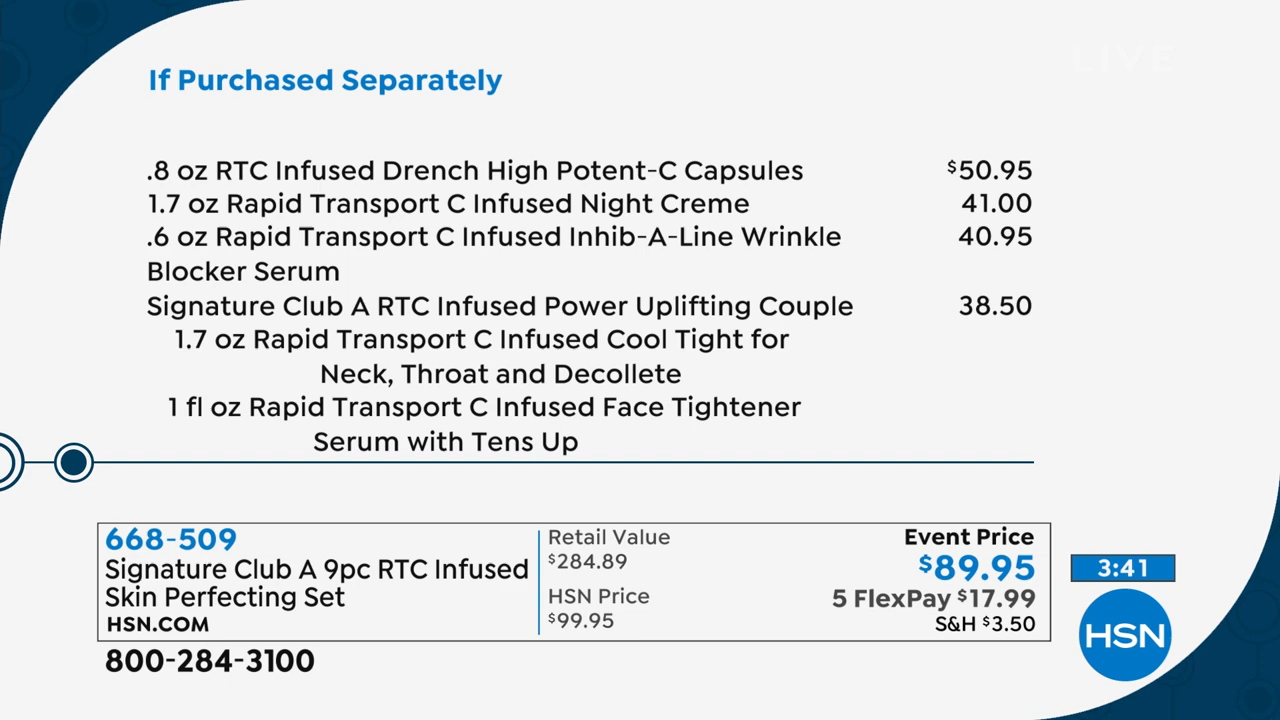 LIVE
If Purchased Separately
.8 oz RTC Infused Drench High Potent-C Capsules $50.95
1.7 oz Rapid Transport C Infused Night Creme 41.00
.6 oz Rapid Transport C Infused Inhib-A-Line Wrinkle 40.95
Blocker Serum
Signature Club A RTC Infused Power Uplifting Couple 38.50
1.7 oz Rapid Transport C Infused Cool Tight for
Neck, Throat and Decollete
1 fl oz Rapid Transport C Infused Face Tightener
Serum with Tens Up
668-509
Signature Club A 9pc RTC Infused
Skin Perfecting Set
HSN.COM
Retail Value
$284.89
HSN Price
$99.95
Event Price
$89.95
5 FlexPay $17.99
S&H $3.50
3:41
HSN
800-284-3100